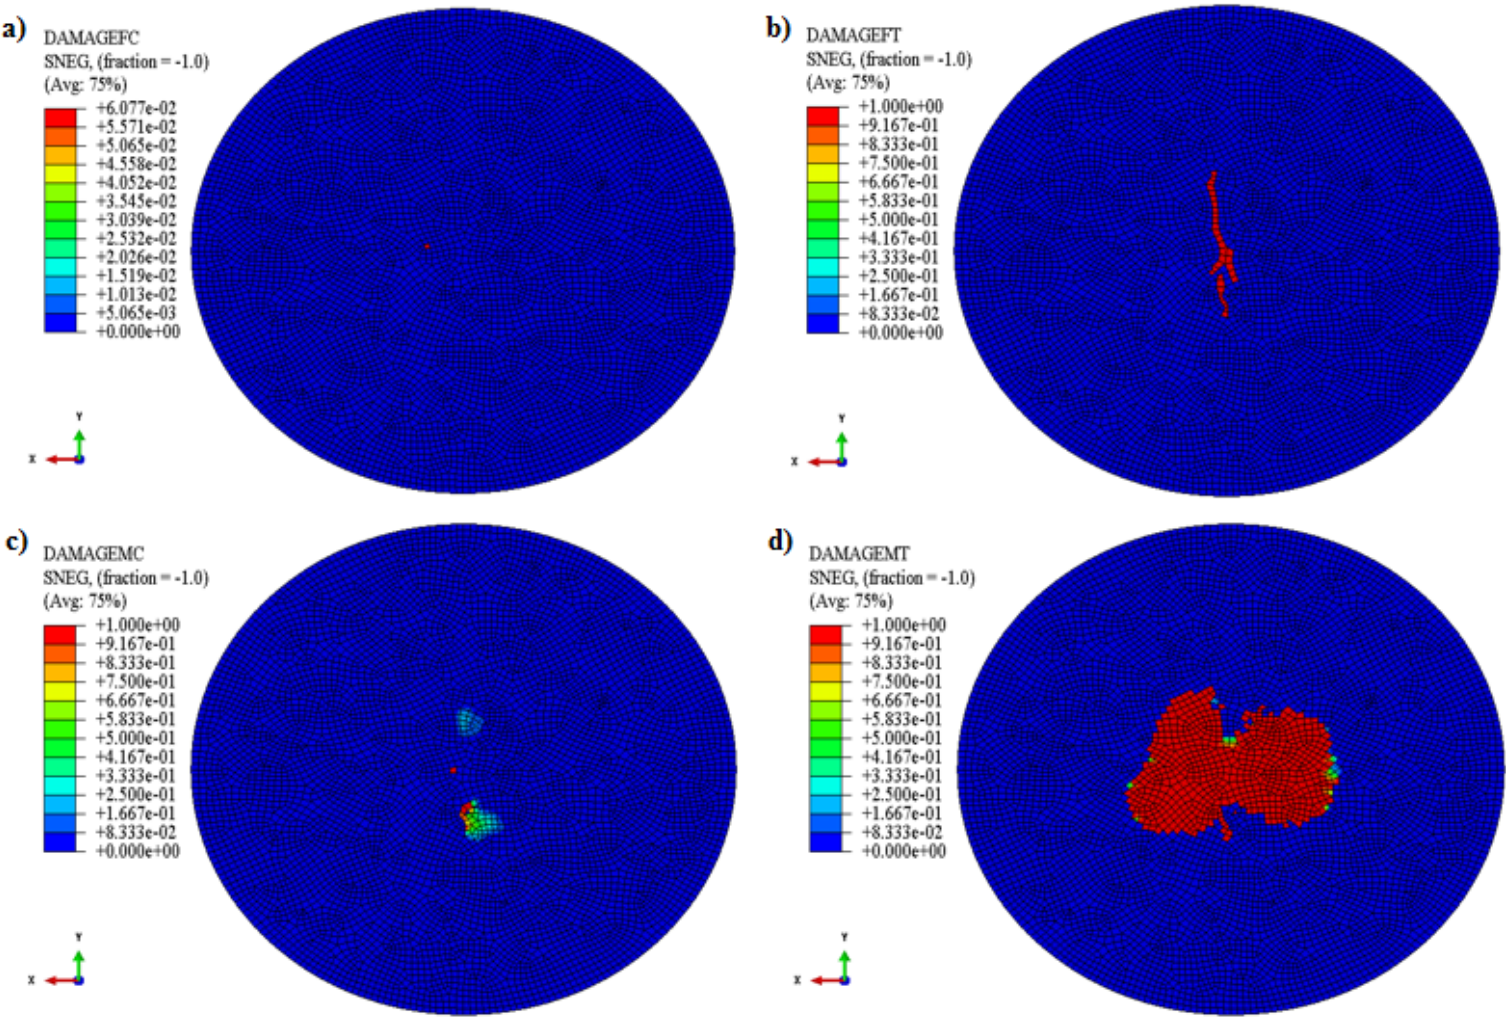 a)
DAMAGEFC
SNEG, (fraction = -1.0)
(Avg: 75%)
+6.077e-02
+5.571e-02
+5.065e-02
+4.558e-02
+4.052e-02
+3.545e-02
+3.039e-02
+2.532e-02
+2.026e-02
+1.519e-02
+1.013e-02
+5.065e-03
+0.000e+00
Y
X
b)
DAMAGEFT
SNEG, (fraction = -1.0)
(Avg: 75%)
+1.000e+00
+9.167e-01
+8.333e-01
+7.500e-01
+6.667e-01
+5.833e-01
+5.000e-01
+4.167e-01
+3.333e-01
+2.500e-01
+1.667e-01
+8.333e-02
+0.000e+00
Y
X
c)
DAMAGEMC
SNEG, (fraction = -1.0)
(Avg: 75%)
+1.000e+00
+9.167e-01
+8.333e-01
+7.500e-01
+6.667e-01
+5.833e-01
+5.000e-01
+4.167e-01
+3.333e-01
+2.500e-01
+1.667e-01
+8.333e-02
+0.000e+00
Y
X
d)
DAMAGEMT
SNEG, (fraction = -1.0)
(Avg: 75%)
+1.000e+00
+9.167e-01
+8.333e-01
+7.500e-01
+6.667e-01
+5.833e-01
+5.000e-01
+4.167e-01
+3.333e-01
+2.500e-01
+1.667e-01
+8.333e-02
+0.000e+00
Y
X